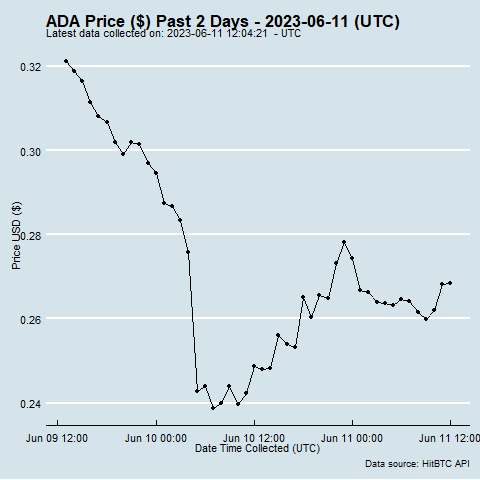 ADA Price ($) Past 2 Days - 2023-06-11 (UTC)
Latest data collected on: 2023-06-11 12:04:21 - UTC
0.32
0.30
0.28
0.26
0.24
Price USD ($)
Jun 09 12:00 Jun 10 00:00 Jun 10 12:00 Jun 11 00:00 Jun 11 12:00
Date Time Collected (UTC)
Data source: HitBTC API